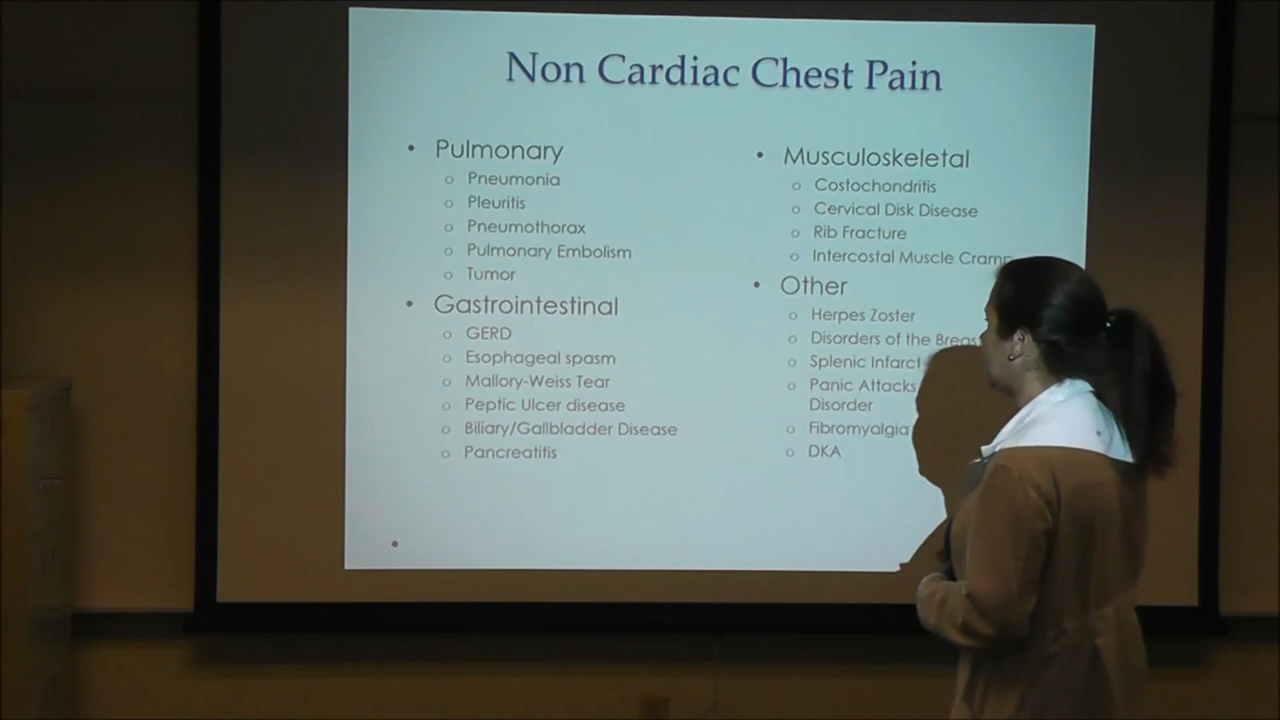 Non Cardiac Chest Pain
• Pulmonary
o Pneumonia
o Pleuritis
o Pneumothorax
o Pulmonary Embolism
o Tumor
• Gastrointestinal
o GERD
o Esophageal spasm
o Mallory-Weiss Tear
o Peptic Ulcer disease
o Biliary/Gallbladder Disease
o Pancreatitis
• Musculoskeletal
o Costochondritis
o Cervical Disk Disease
o Rib Fracture
o Intercostal Muscle Cramp
• Other
o Herpes Zoster
o Disorders of the Breas
o Splenic Infarct
o Panic Attacks
Disorder
o Fibromyalgia
o DKA
•